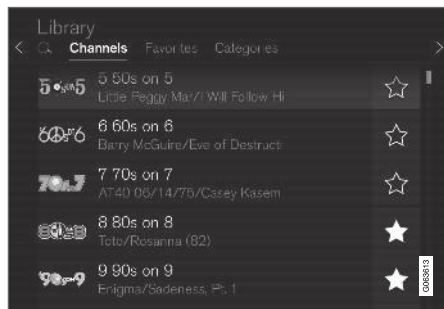 Library
Channels Favorites Categories
5 50s on 5
Little Peggy Mar/I Will Follow Hi
6 60s on 6
Barry McGuire/Eve of Destructi
7 70s on 7
AT40 06/14/75/Casey Kasem
8 80s on 8
Toto/Rosanna (82)
9 90s on 9
Enigma/Sadeness, Pt. 1
G063613